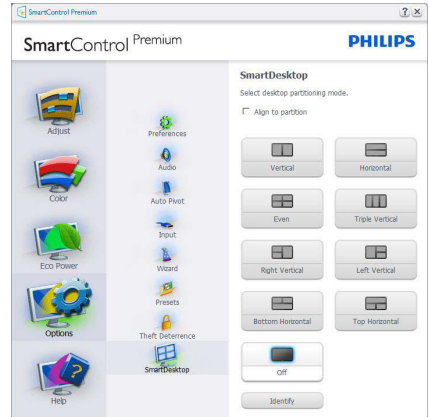 SmartControl Premium
SmartControl Premium
PHILIPS
Adjust
Color
Eco Power
Options
Help
Preferences
Audio
Auto Pivot
Input
Wizard
Presets
Theft Deterrence
SmartDesktop
SmartDesktop
Select desktop partitioning mode.
Align to partition
Vertical
Horizontal
Even
Triple Vertical
Right Vertical
Left Vertical
Bottom Horizontal
Top Horizontal
Off
Identify